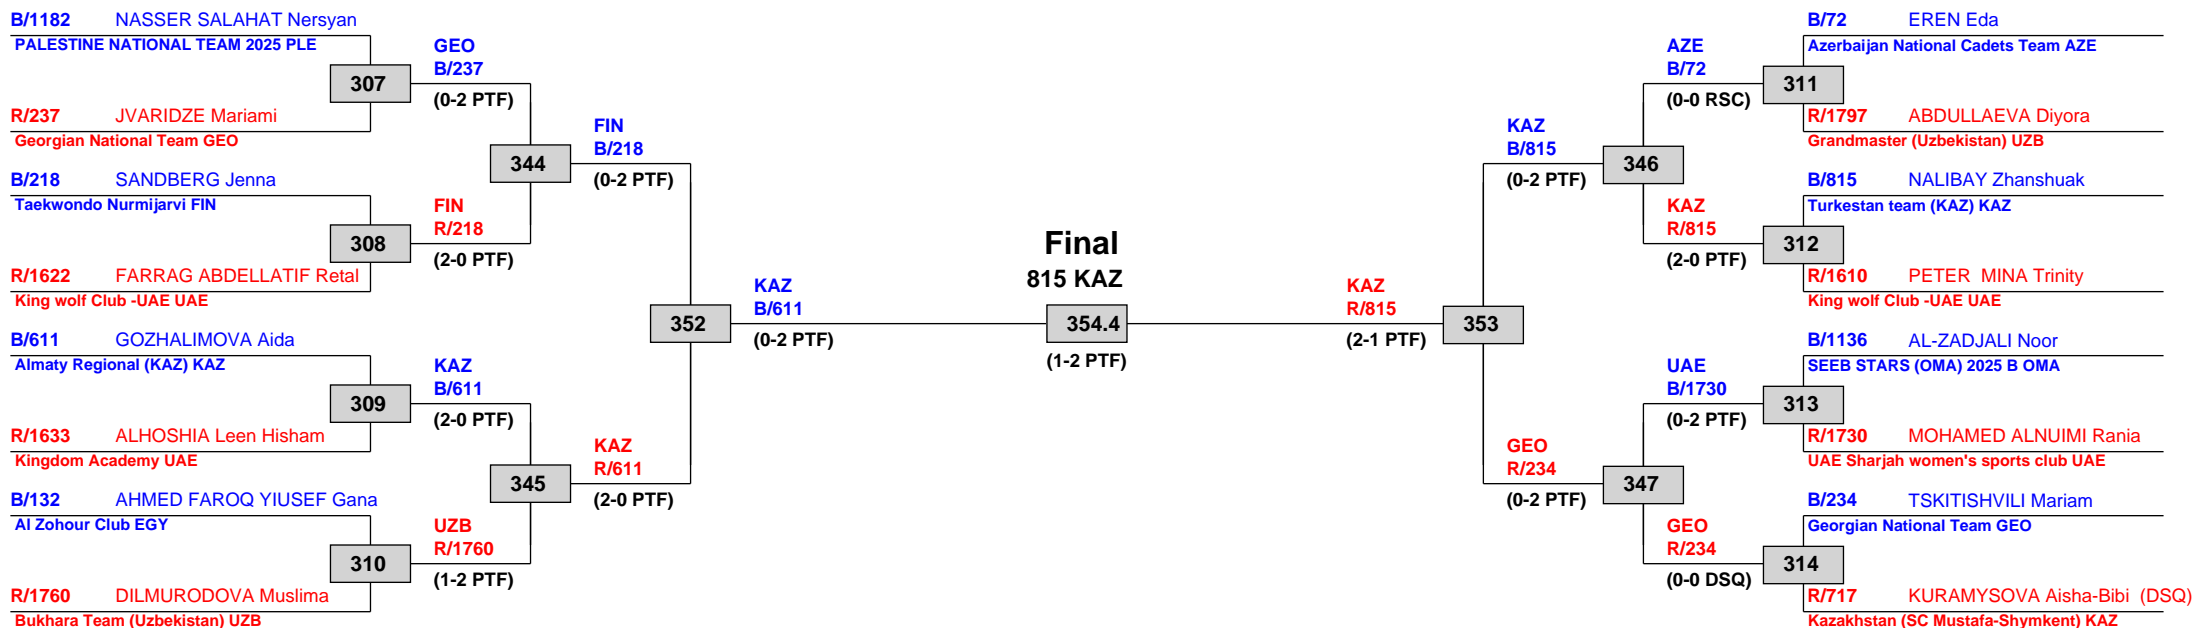 B/1182 NASSER SALAHAT Nersyan
PALESTINE NATIONAL TEAM 2025 PLE
307
R/237 JVARIDZE Mariami
Georgian National Team GEO
GEO
B/237
(0-2 PTF)
B/218 SANDBERG Jenna
Taekwondo Nurmijarvi FIN
308
R/1622 FARRAG ABDELLATIF Retal
King wolf Club -UAE UAE
FIN
R/218
(2-0 PTF)
344
FIN
B/218
(0-2 PTF)
B/611 GOZHALIMOVA Aida
Almaty Regional (KAZ) KAZ
309
R/1633 ALHOSHIA Leen Hisham
Kingdom Academy UAE
KAZ
B/611
(2-0 PTF)
B/132 AHMED FAROQ YIUSEF Gana
Al Zohour Club EGY
310
R/1760 DILMURODOVA Muslima
Bukhara Team (Uzbekistan) UZB
UZB
R/1760
(1-2 PTF)
345
KAZ
R/611
(2-0 PTF)
352
KAZ
B/611
(0-2 PTF)
Final
815 KAZ
354.4
(1-2 PTF)
KAZ
R/815
(2-1 PTF)
353
KAZ
B/815
(0-2 PTF)
346
AZE
B/72
(0-0 RSC)
311
B/72 EREN Eda
Azerbaijan National Cadets Team AZE
R/1797 ABDULLAEVA Diyora
Grandmaster (Uzbekistan) UZB
KAZ
R/815
(2-0 PTF)
312
B/815 NALIBAY Zhanshuak
Turkestan team (KAZ) KAZ
R/1610 PETER  MINA Trinity
King wolf Club -UAE UAE
GEO
R/234
(0-2 PTF)
347
UAE
B/1730
(0-2 PTF)
313
B/1136 AL-ZADJALI Noor
SEEB STARS (OMA) 2025 B OMA
R/1730 MOHAMED ALNUIMI Rania
UAE Sharjah women's sports club UAE
GEO
R/234
(0-0 DSQ)
314
B/234 TSKITISHVILI Mariam
Georgian National Team GEO
R/717 KURAMYSOVA Aisha-Bibi (DSQ)
Kazakhstan (SC Mustafa-Shymkent) KAZ